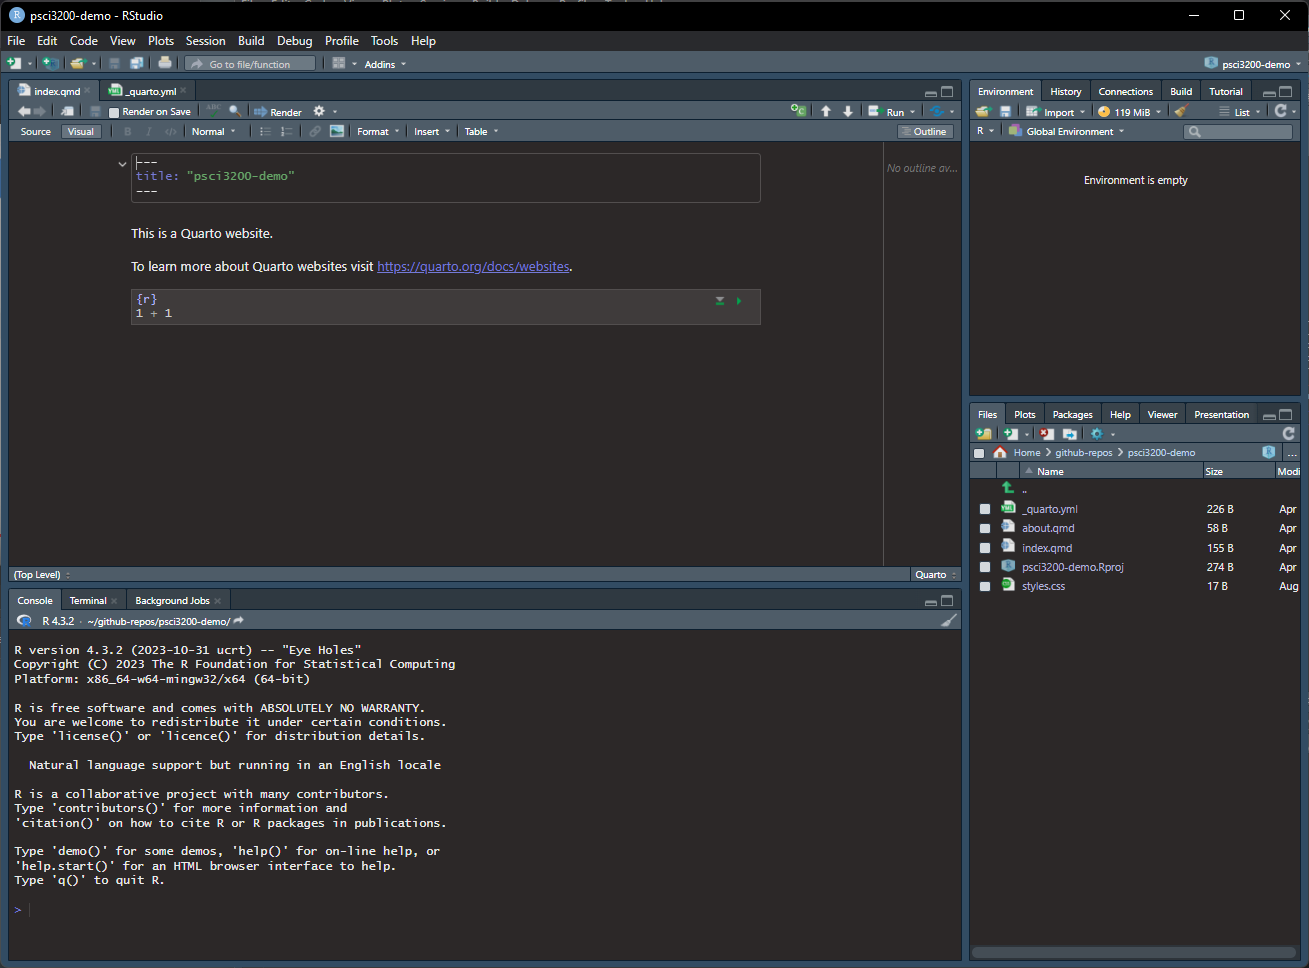 psci3200-demo - RStudio
File Edit Code View Plots Session Build Debug Profile Tools Help
Go to file/function Addins psci3200-demo
index.qmd _quarto.yml
Render on Save ABC Render Run
Source Visual B I </> Normal Format Insert Table Outline
---
title: "psci3200-demo"
---
No outline av...
This is a Quarto website.
To learn more about Quarto websites visit https://quarto.org/docs/websites.
{r}
1 + 1
(Top Level) Quarto
Console Terminal Background Jobs
R 4.3.2 · ~/github-repos/psci3200-demo/
R version 4.3.2 (2023-10-31 ucrt) -- "Eye Holes"
Copyright (C) 2023 The R Foundation for Statistical Computing
Platform: x86_64-w64-mingw32/x64 (64-bit)
R is free software and comes with ABSOLUTELY NO WARRANTY.
You are welcome to redistribute it under certain conditions.
Type 'license()' or 'licence()' for distribution details.
Natural language support but running in an English locale
R is a collaborative project with many contributors.
Type 'contributors()' for more information and
'citation()' on how to cite R or R packages in publications.
Type 'demo()' for some demos, 'help()' for on-line help, or
'help.start()' for an HTML browser interface to help.
Type 'q()' to quit R.
>
Environment History Connections Build Tutorial
Import 119 MiB List
R Global Environment
Environment is empty
Files Plots Packages Help Viewer Presentation
Home github-repos psci3200-demo ...
Name Size Modi
..
_quarto.yml 226 B Apr
about.qmd 58 B Apr
index.qmd 155 B Apr
psci3200-demo.Rproj 274 B Apr
styles.css 17 B Aug